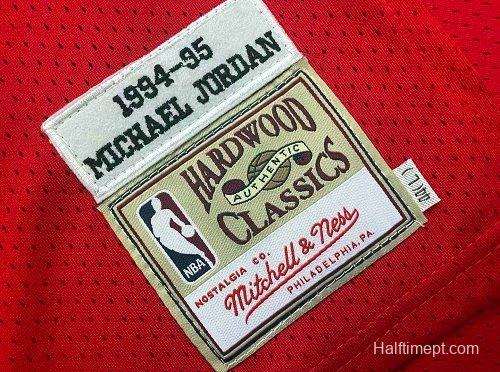 1994-95
MICHAEL JORDAN
HARDWOOD
AUTHENTIC
CLASSICS
NBA
NOSTALGIA CO.
Mitchell & Ness
PHILADELPHIA, PA
Halftimept.com